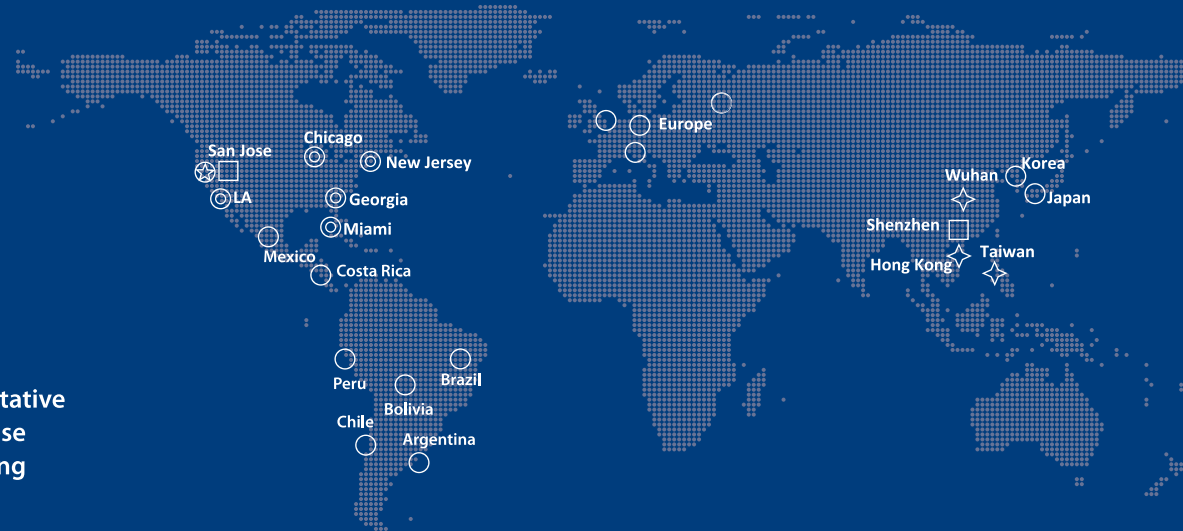 Chicago
San Jose
New Jersey
LA
Georgia
Miami
Mexico
Costa Rica
Peru
Brazil
Bolivia
Chile
Argentina
Europe
Korea
Wuhan
Japan
Shenzhen
Taiwan
Hong Kong
tative
se
ng